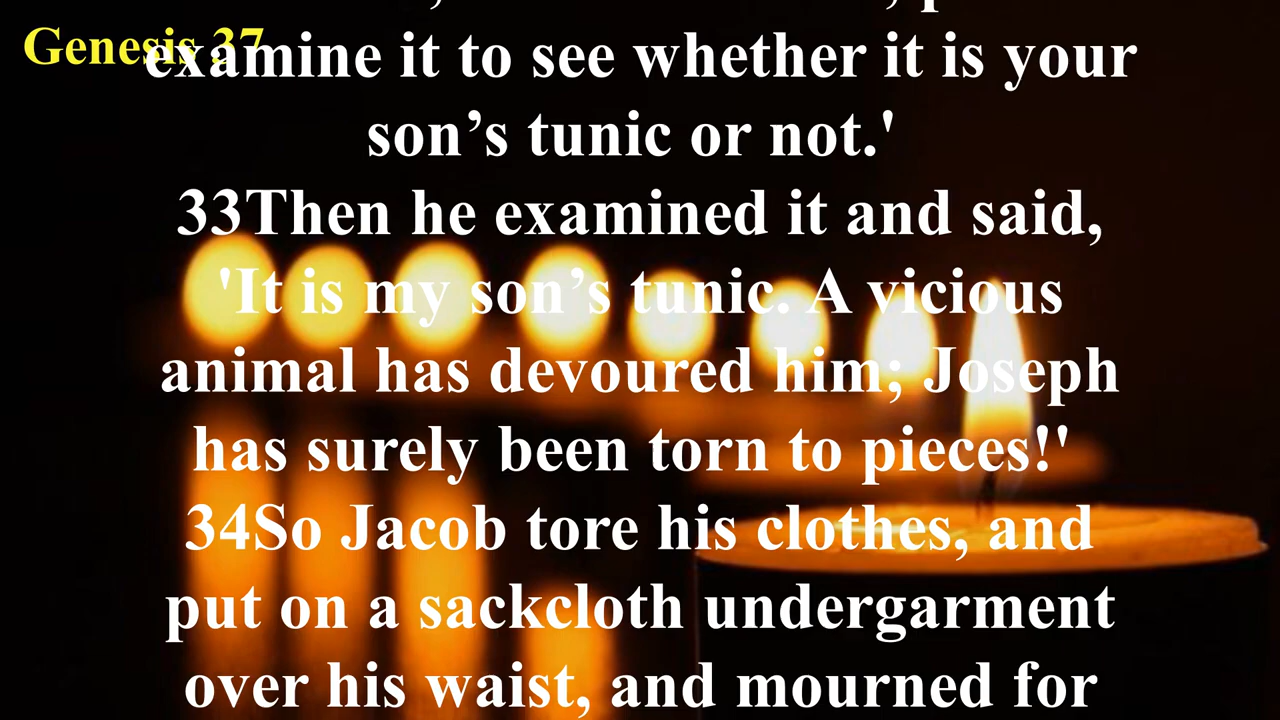 Genesis 37
examine it to see whether it is your
son’s tunic or not.'
33Then he examined it and said,
'It is my son’s tunic. A vicious
animal has devoured him; Joseph
has surely been torn to pieces!'
34So Jacob tore his clothes, and
put on a sackcloth undergarment
over his waist, and mourned for